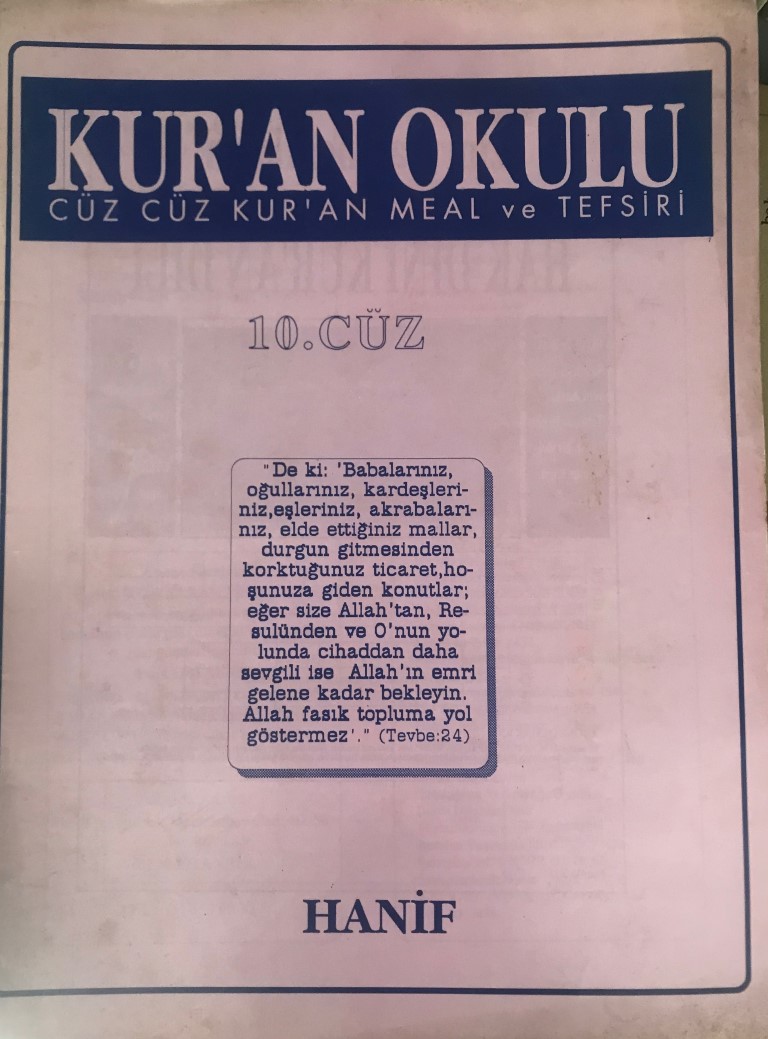 KUR'AN OKULU
CÜZ CÜZ KUR'AN MEAL ve TEFSİRİ
10.CÜZ
"De ki: 'Babalarınız,
oğullarınız, kardeşleri-
niz,eşleriniz, akrabaları-
nız, elde ettiğiniz mallar,
durgun gitmesinden
korktuğunuz ticaret,ho-
şunuza giden konutlar;
eğer size Allah'tan, Re-
sulünden ve O'nun yo-
lunda cihaddan daha
sevgili ise Allah'ın emri
gelene kadar bekleyin.
Allah fasık topluma yol
göstermez'." (Tevbe:24)
HANİF